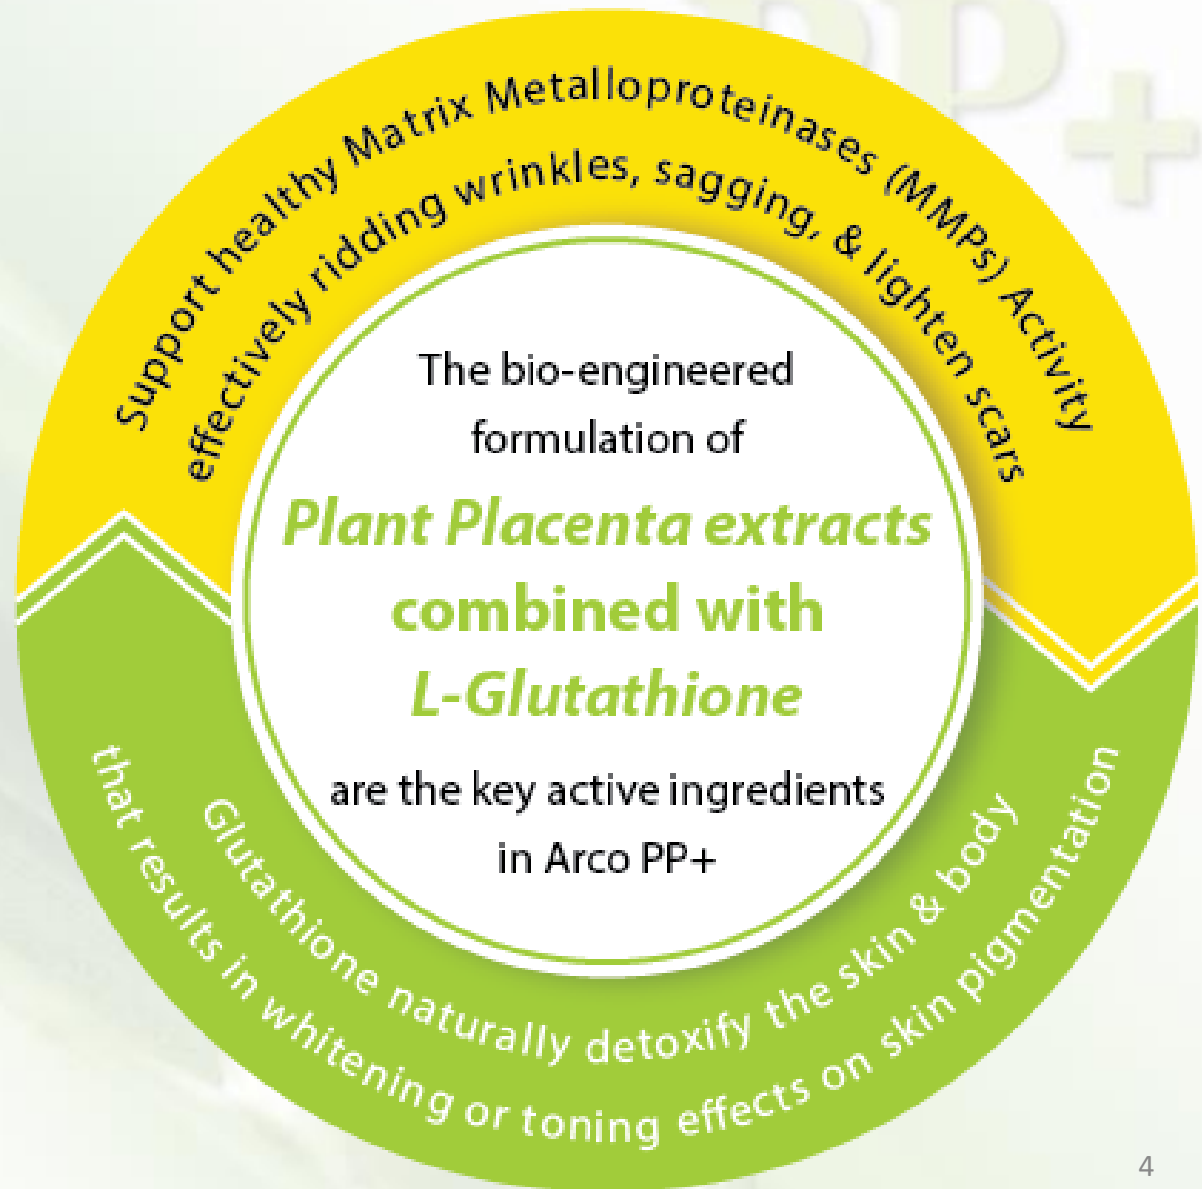 PP+
Support healthy Matrix Metalloproteinases (MMPs) Activity
effectively ridding wrinkles, sagging, & lighten scars
The bio-engineered
formulation of
Plant Placenta extracts
combined with
L-Glutathione
are the key active ingredients
in Arco PP+
Glutathione naturally detoxify the skin & body
that results in whitening or toning effects on skin pigmentation
4